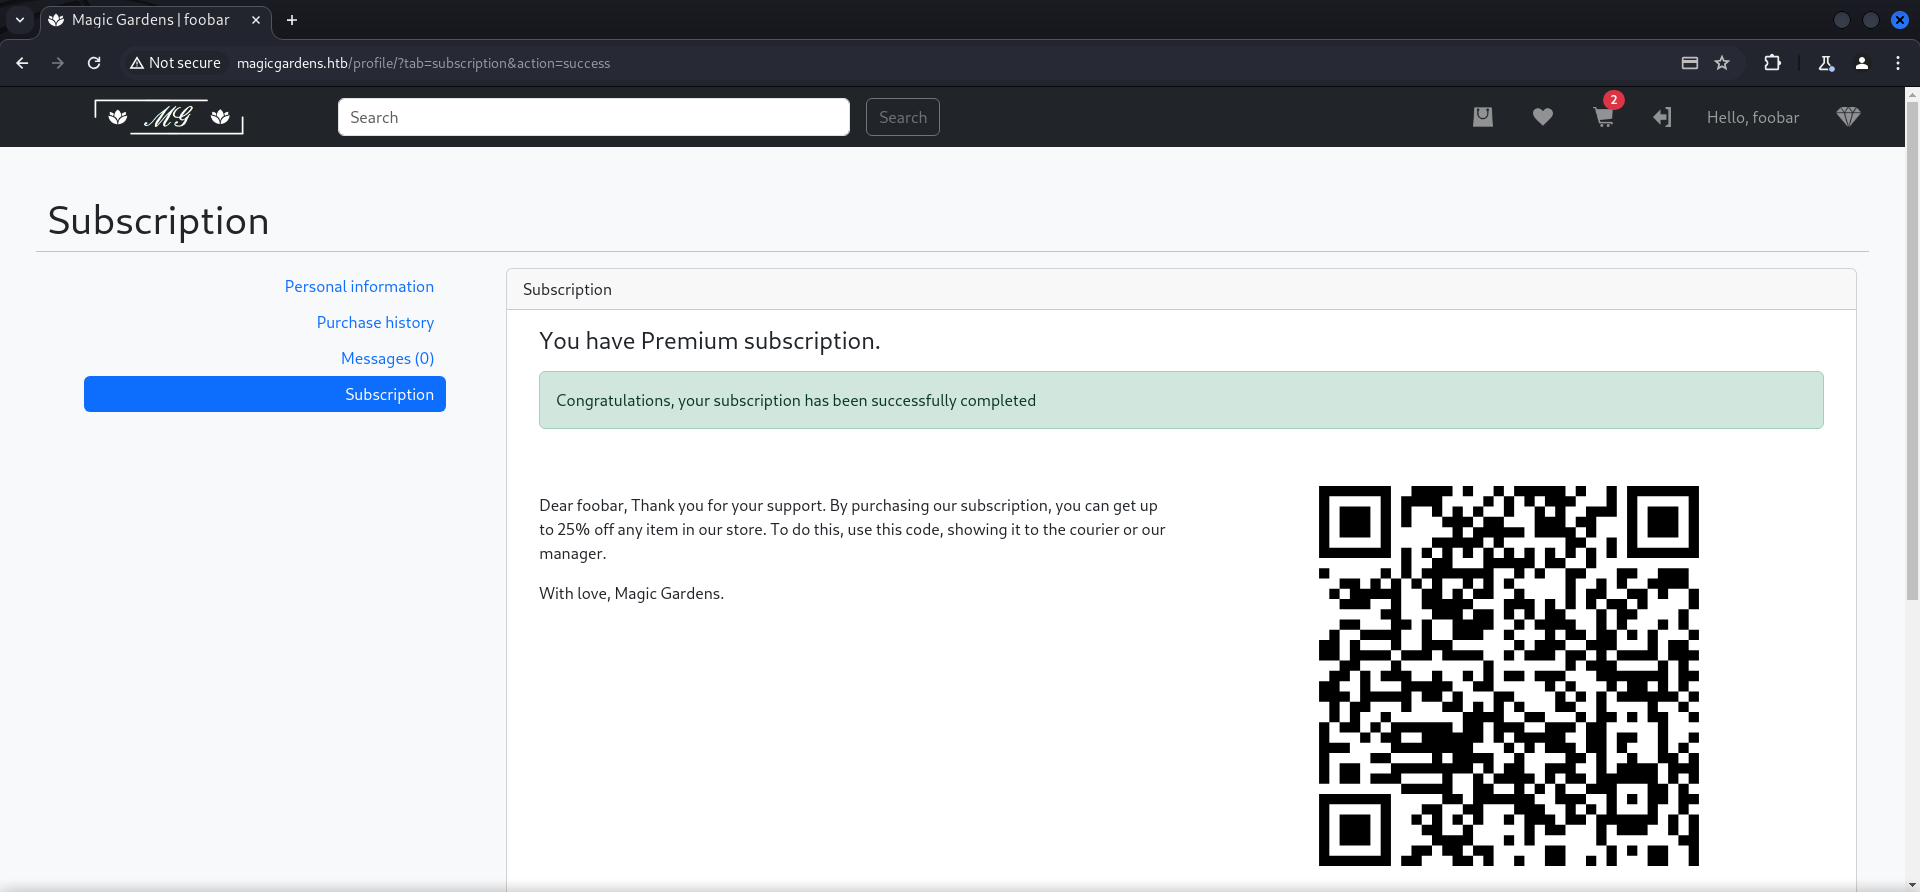 Magic Gardens | foobar
Not secure magicgardens.htb/profile/?tab=subscription&action=success
MG
Search
Search
2
Hello, foobar
Subscription
Personal information
Purchase history
Messages (0)
Subscription
Subscription
You have Premium subscription.
Congratulations, your subscription has been successfully completed
Dear foobar, Thank you for your support. By purchasing our subscription, you can get up
to 25% off any item in our store. To do this, use this code, showing it to the courier or our
manager.
With love, Magic Gardens.